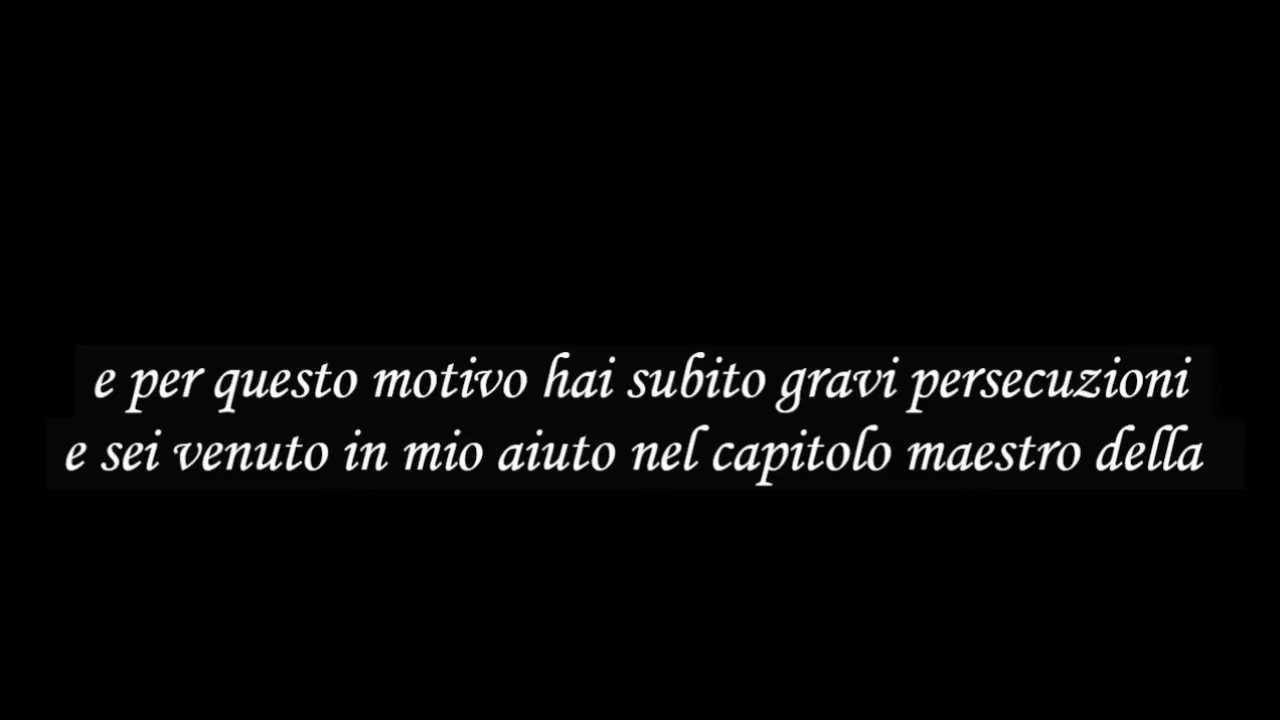 e per questo motivo hai subito gravi persecuzioni
e sei venuto in mio aiuto nel capitolo maestro della